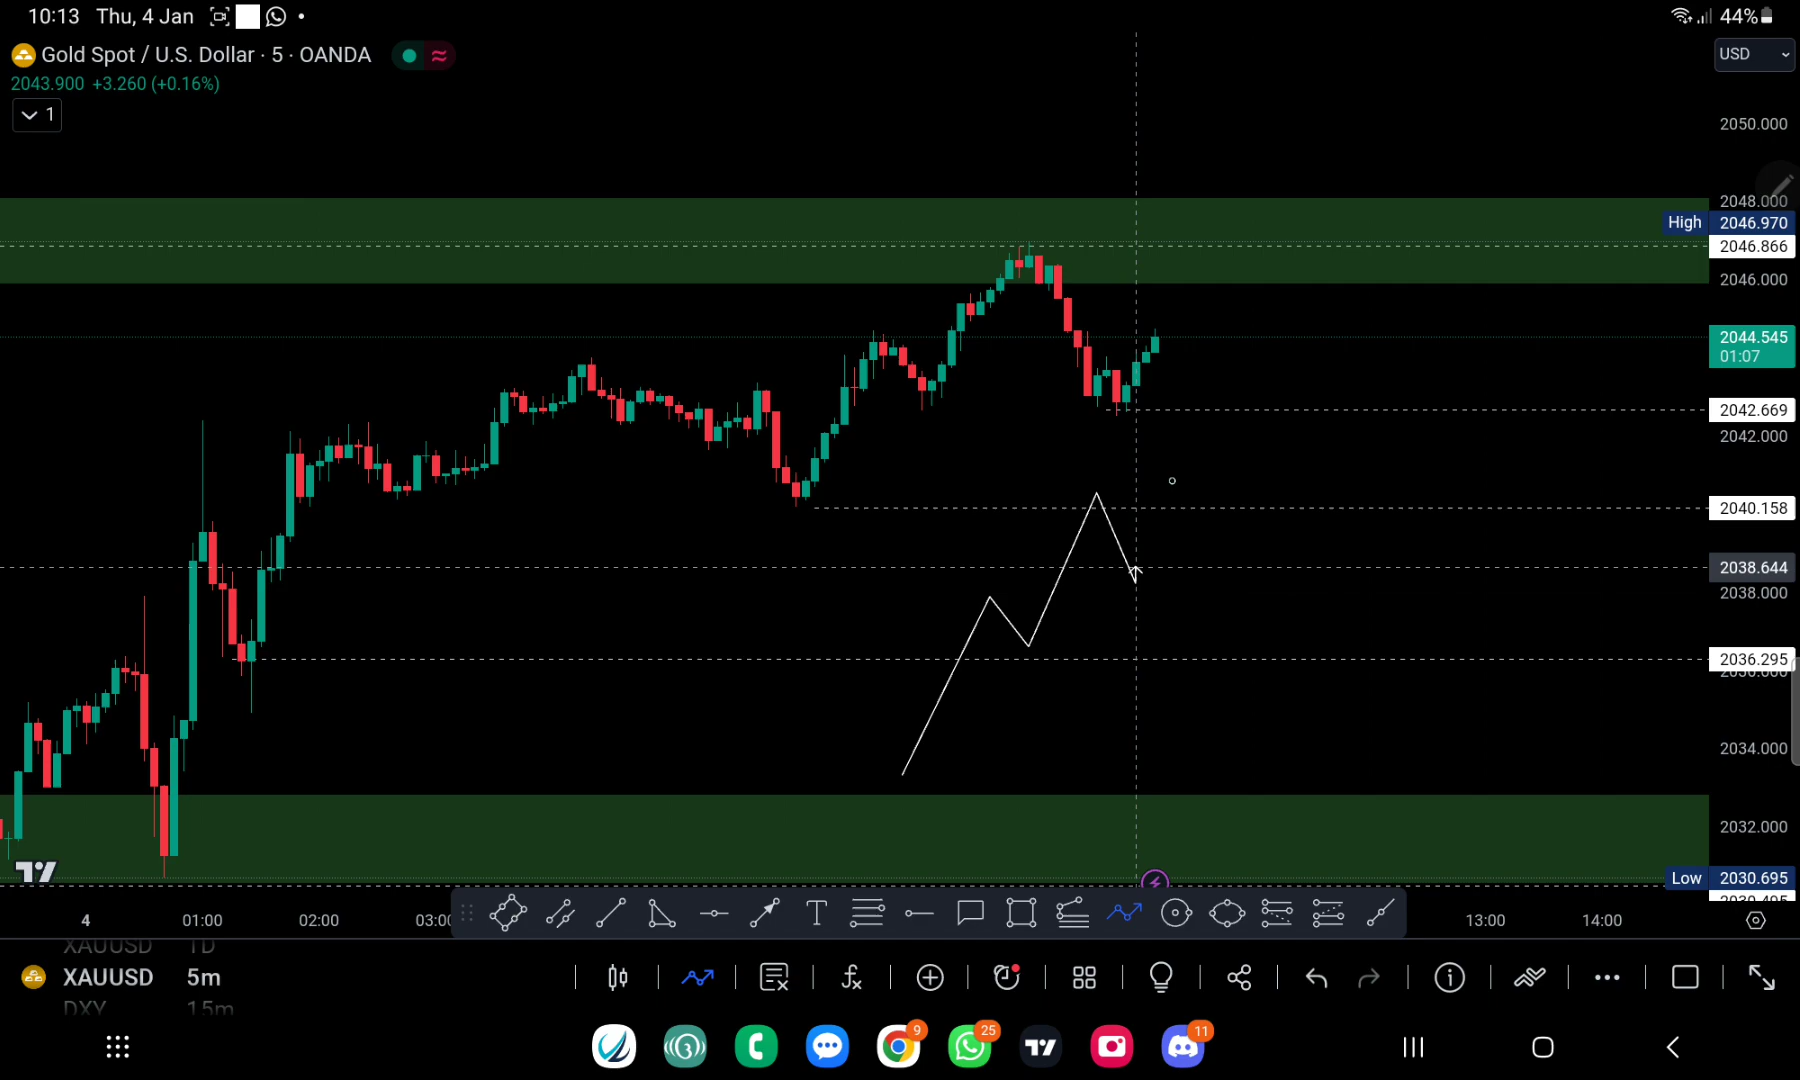 10:13 Thu, 4 Jan
44%
Gold Spot / U.S. Dollar · 5 · OANDA
USD
2043.900 +3.260 (+0.16%)
1
2050.000
2048.000
High 2046.970
2046.866
2046.000
2044.545
01:07
2042.669
2042.000
2040.158
2038.644
2038.000
2036.295
2036.000
2034.000
2032.000
Low 2030.695
2030.495
4 01:00 02:00 03:00 13:00 14:00
XAUUSD 1D
XAUUSD 5m
DXY 15m
9
25
11